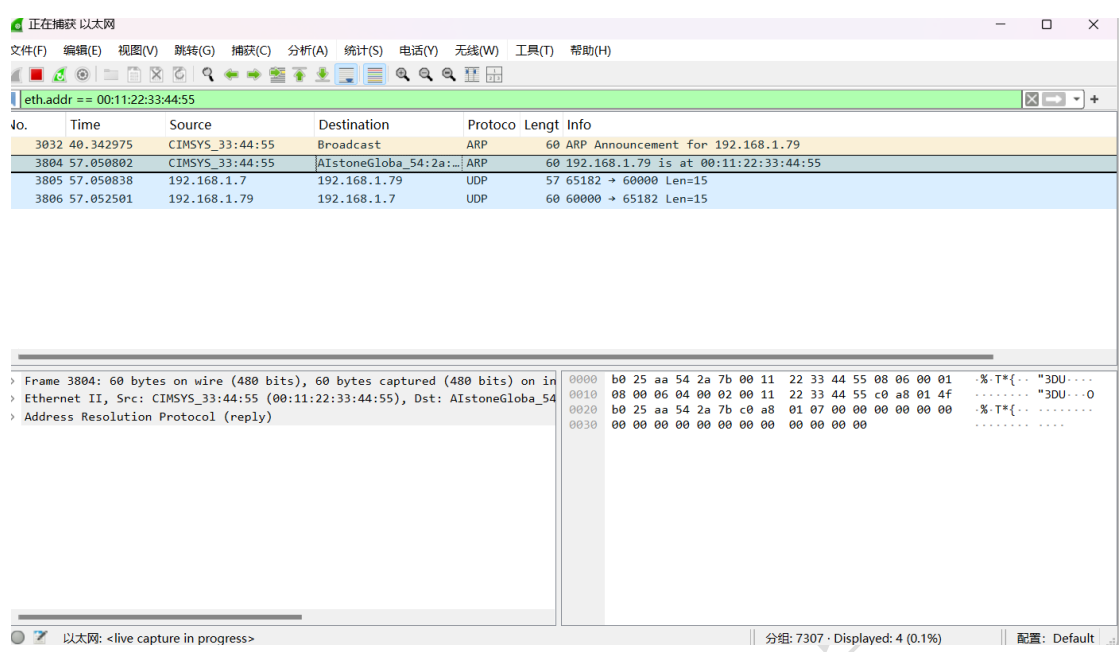 正在捕获 以太网
文件(F) 编辑(E) 视图(V) 跳转(G) 捕获(C) 分析(A) 统计(S) 电话(Y) 无线(W) 工具(T) 帮助(H)
eth.addr == 00:11:22:33:44:55
No. Time Source Destination Protoco Lengt Info
3032 40.342975 CIMSYS_33:44:55 Broadcast ARP 60 ARP Announcement for 192.168.1.79
3804 57.050802 CIMSYS_33:44:55 AIstoneGloba_54:2a:… ARP 60 192.168.1.79 is at 00:11:22:33:44:55
3805 57.050838 192.168.1.7 192.168.1.79 UDP 57 65182 → 60000 Len=15
3806 57.052501 192.168.1.79 192.168.1.7 UDP 60 60000 → 65182 Len=15
Frame 3804: 60 bytes on wire (480 bits), 60 bytes captured (480 bits) on in
Ethernet II, Src: CIMSYS_33:44:55 (00:11:22:33:44:55), Dst: AIstoneGloba_54
Address Resolution Protocol (reply)
0000 b0 25 aa 54 2a 7b 00 11 22 33 44 55 08 06 00 01 ·%·T*{·· "3DU····
0010 08 00 06 04 00 02 00 11 22 33 44 55 c0 a8 01 4f ········ "3DU···O
0020 b0 25 aa 54 2a 7b c0 a8 01 07 00 00 00 00 00 00 ·%·T*{·· ········
0030 00 00 00 00 00 00 00 00 00 00 00 00 ········ ····
以太网: <live capture in progress>
分组: 7307 · Displayed: 4 (0.1%)
配置: Default